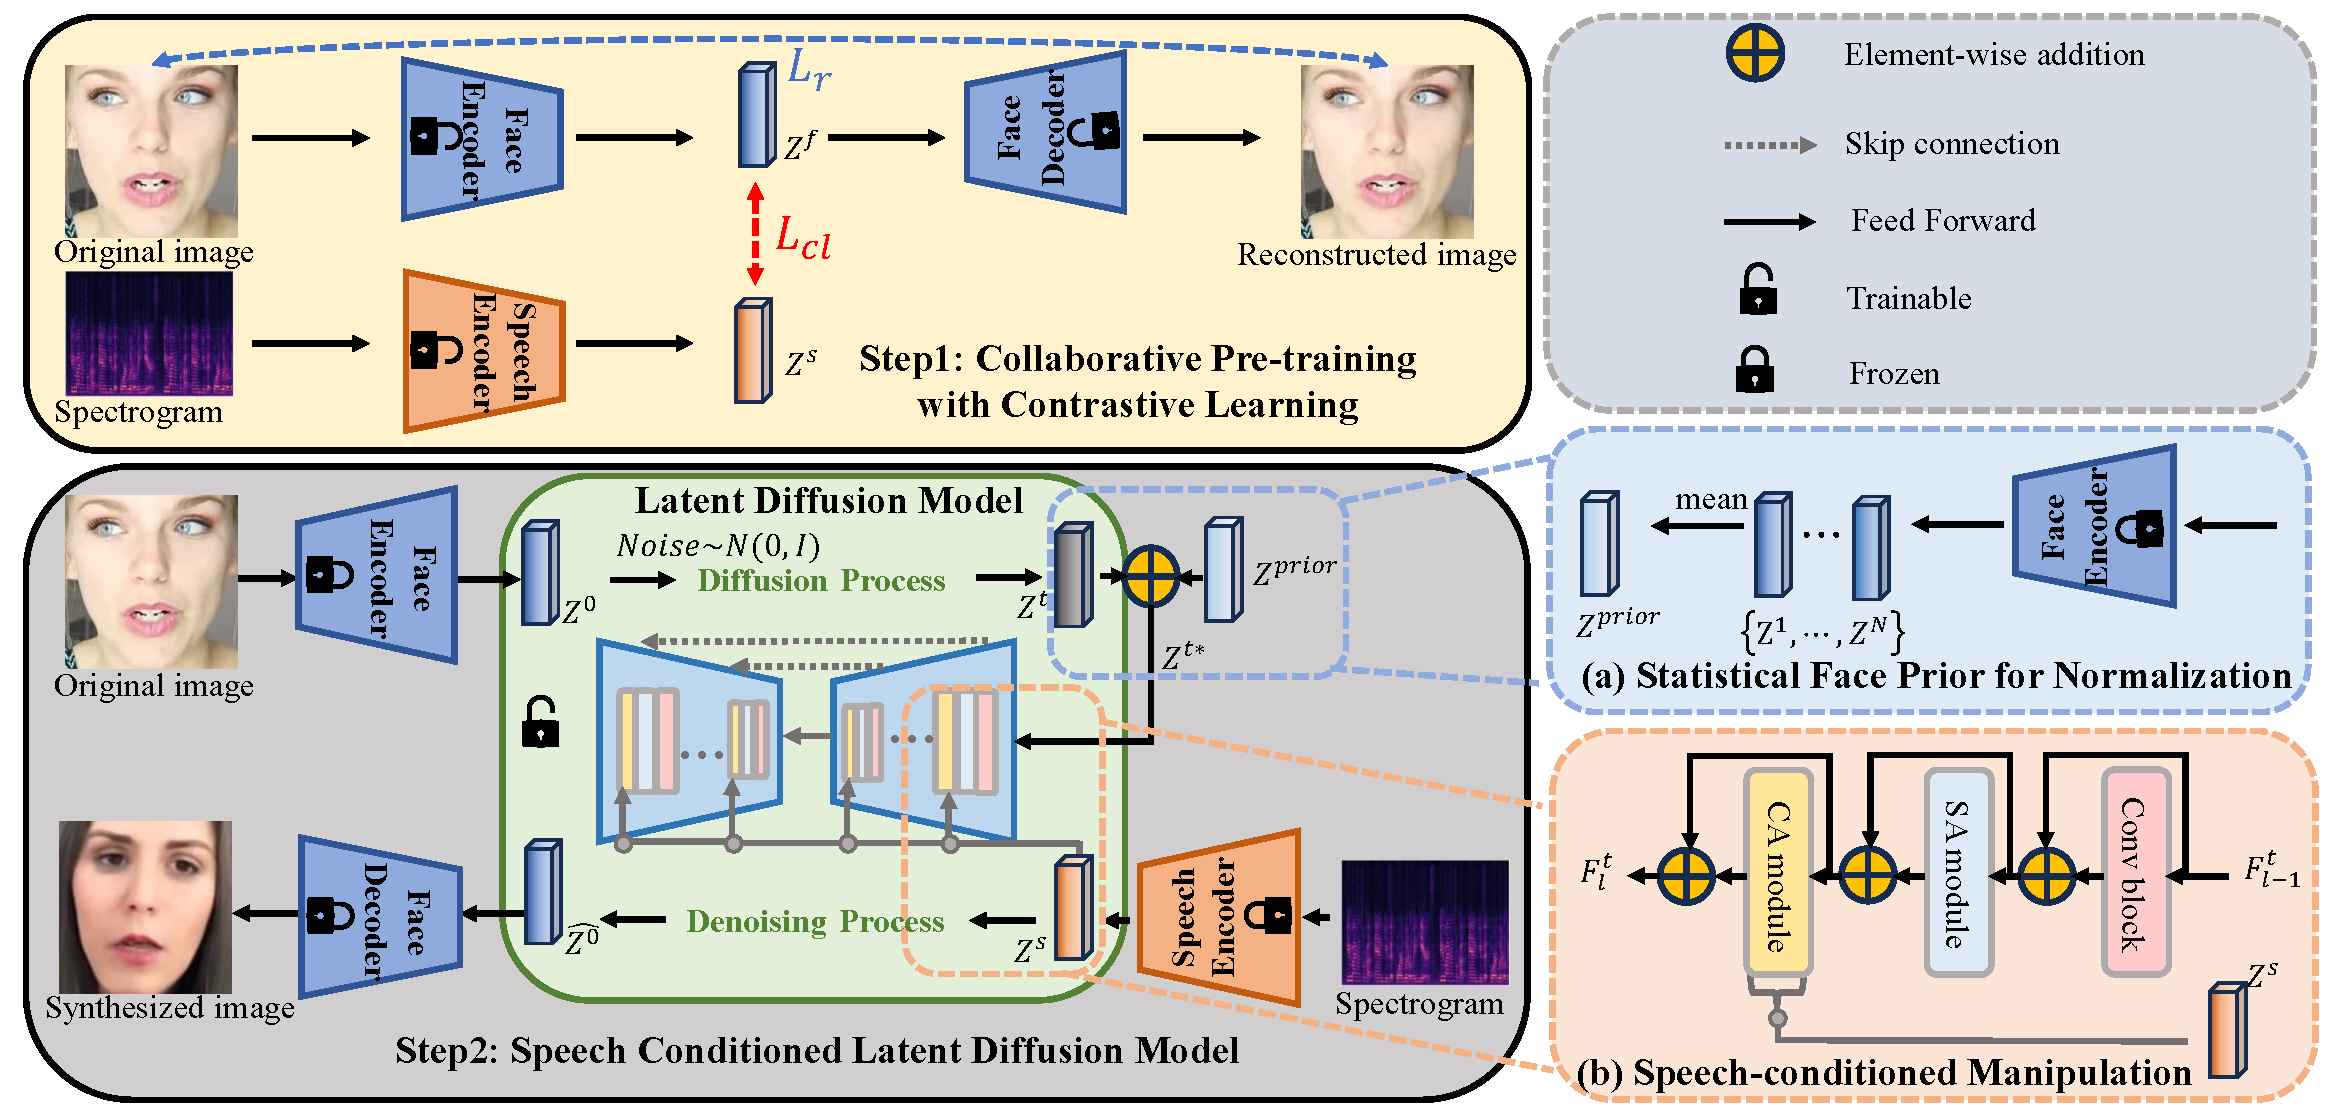 Original image
Face
Encoder
L_r
Z^f
Face
Decoder
Reconstructed image
L_cl
Spectrogram
Speech
Encoder
Z^s
Step1: Collaborative Pre-training
with Contrastive Learning
Element-wise addition
Skip connection
Feed Forward
Trainable
Frozen
Original image
Face
Encoder
Z^0
Latent Diffusion Model
Noise~N(0, I)
Diffusion Process
Z^t
Z^prior
Z^t*
Synthesized image
Face
Decoder
\widehat{Z^0}
Denoising Process
Z^s
Speech
Encoder
Spectrogram
Step2: Speech Conditioned Latent Diffusion Model
Z^prior
mean
...
{Z^1, ⋯ , Z^N}
Face
Encoder
(a) Statistical Face Prior for Normalization
F_l^t
CA module
SA module
Conv block
F_{l-1}^t
Z^s
(b) Speech-conditioned Manipulation